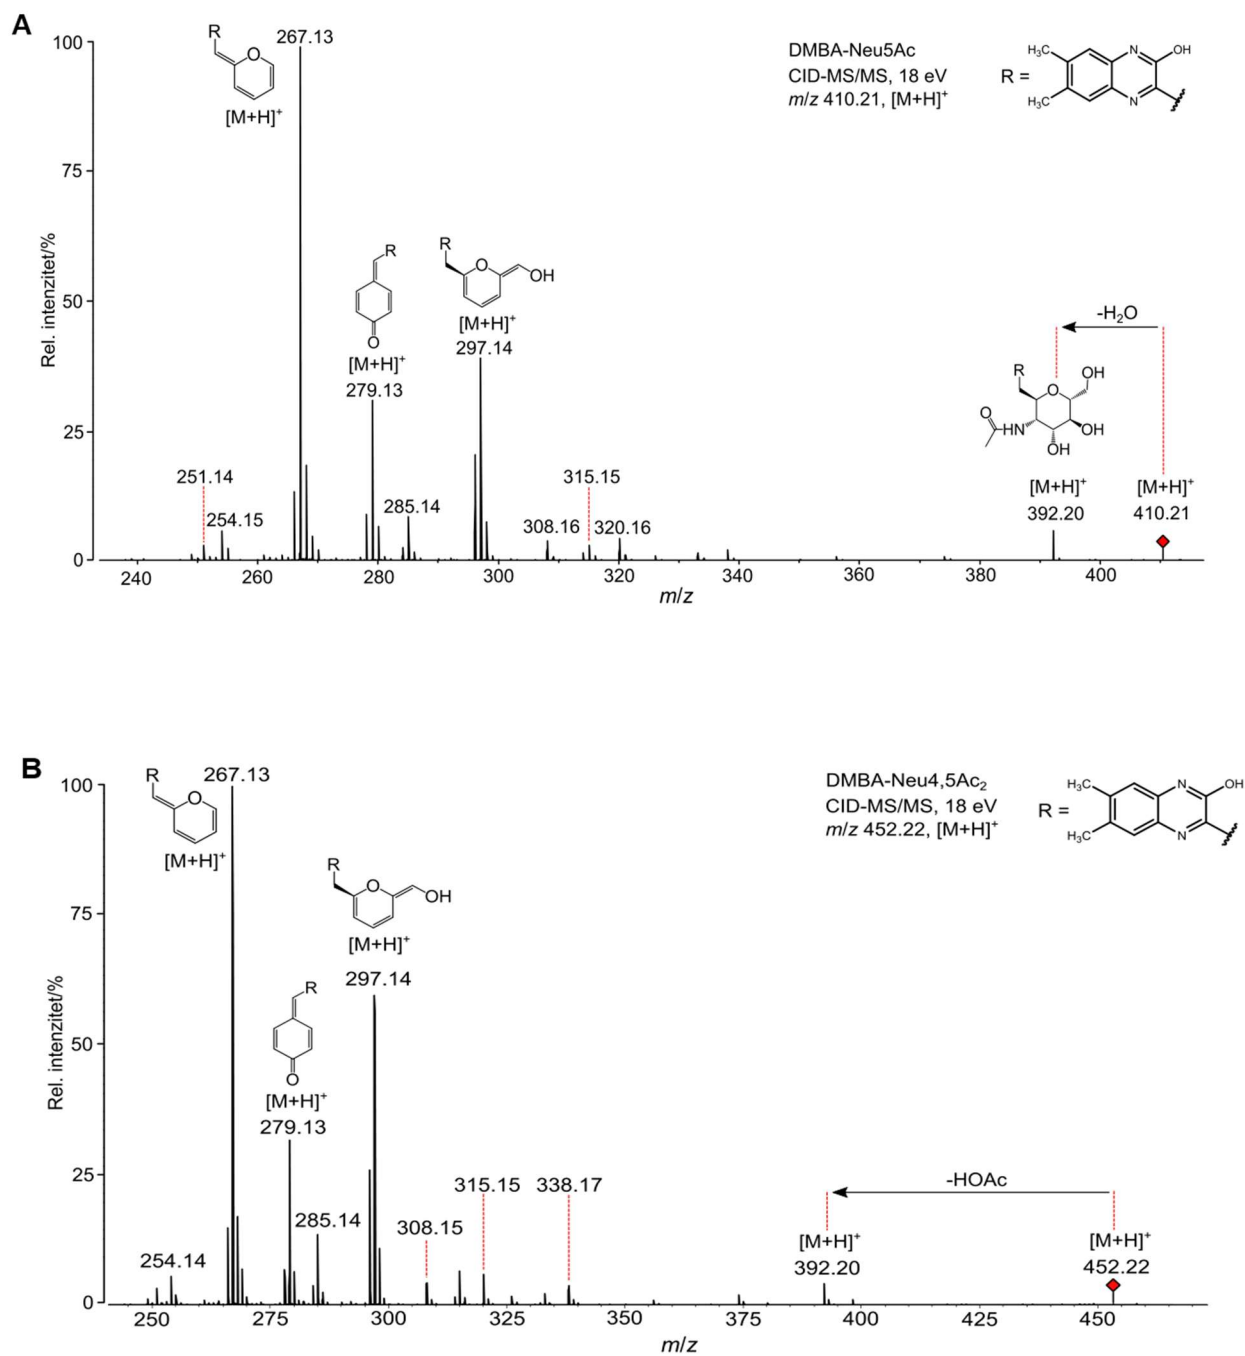 A
DMBA-Neu5Ac
CID-MS/MS, 18 eV
m/z 410.21, [M+H]⁺
R =
H₃C
H₃C
N
N
OH
Rel. intenzitet/%
100
75
50
25
0
R
O
267.13
[M+H]⁺
R
O
[M+H]⁺
279.13
R
O
OH
[M+H]⁺
297.14
-H₂O
R
O
OH
O
HN
OH
OH
[M+H]⁺
392.20
[M+H]⁺
410.21
251.14
254.15
285.14
308.16
315.15
320.16
240
260
280
300
320
340
360
380
400
m/z
B
DMBA-Neu4,5Ac₂
CID-MS/MS, 18 eV
m/z 452.22, [M+H]⁺
R =
H₃C
H₃C
N
N
OH
Rel. intenzitet/%
100
75
50
25
0
R
O
267.13
[M+H]⁺
R
O
OH
[M+H]⁺
297.14
R
O
[M+H]⁺
279.13
254.14
285.14
308.15
315.15
338.17
-HOAc
[M+H]⁺
392.20
[M+H]⁺
452.22
250
275
300
325
350
375
400
425
450
m/z